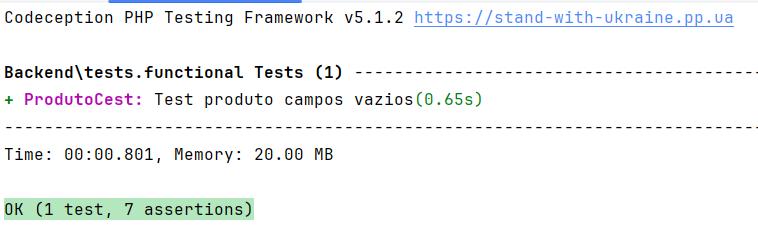 Codeception PHP Testing Framework v5.1.2 https://stand-with-ukraine.pp.ua
Backend\tests.functional Tests (1) -----------------------------------------
+ ProdutoCest: Test produto campos vazios(0.65s)
----------------------------------------------------------------------------
Time: 00:00.801, Memory: 20.00 MB
OK (1 test, 7 assertions)